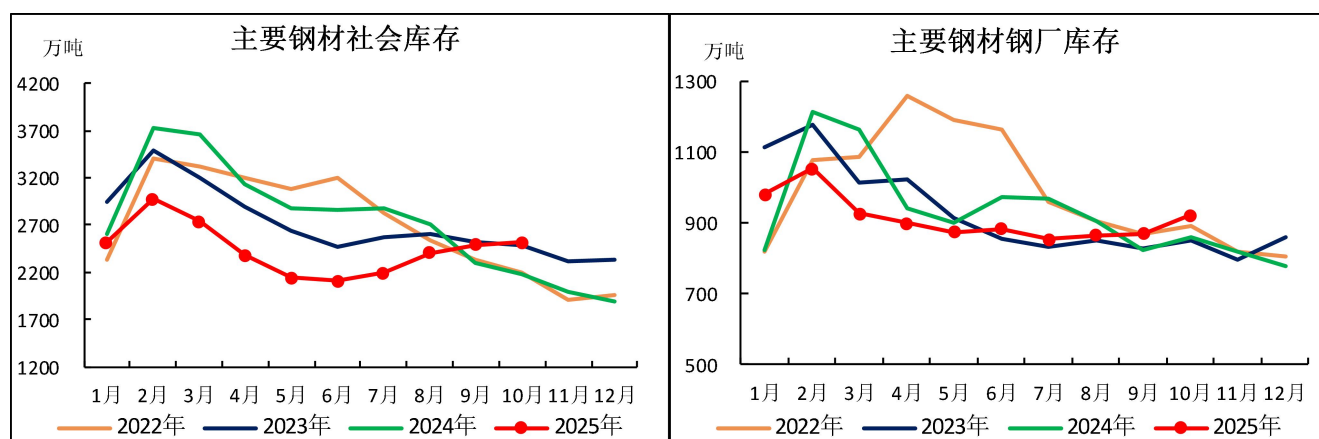 主要钢材社会库存
万吨
4200
3700
3200
2700
2200
1700
1200
1月 2月 3月 4月 5月 6月 7月 8月 9月 10月 11月 12月
2022年 2023年 2024年 2025年
主要钢材钢厂库存
万吨
1300
1100
900
700
500
1月 2月 3月 4月 5月 6月 7月 8月 9月 10月 11月 12月
2022年 2023年 2024年 2025年